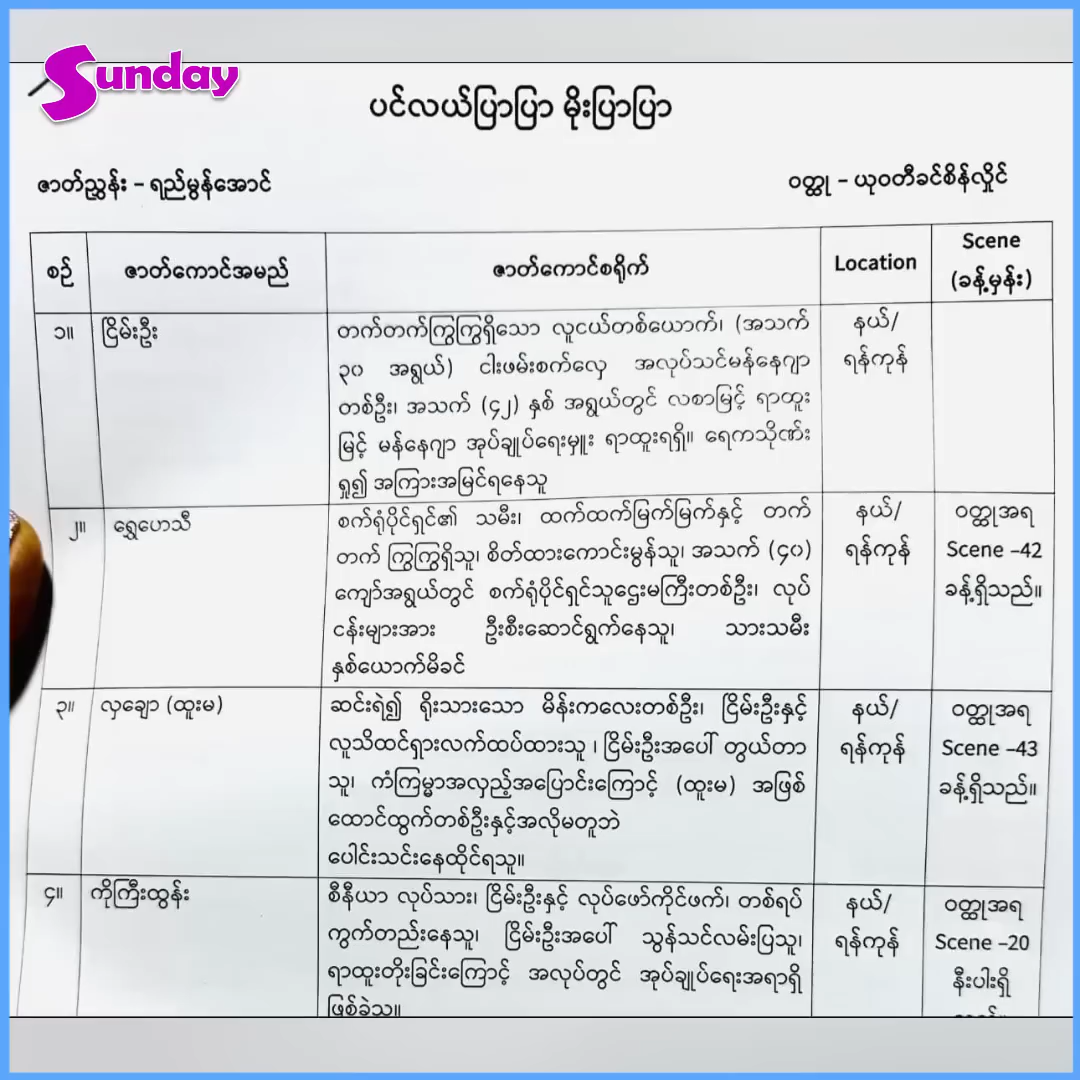 Sunday
ပင်လယ်ပြာပြာ မိုးပြာပြာ
ဇာတ်ညွှန်း – ရည်မွန်အောင်
ဝတ္ထု – ယုဝတီခင်စိန်လှိုင်
စဉ်
ဇာတ်ကောင်အမည်
ဇာတ်ကောင်စရိုက်
Location
Scene
(ခန့်မှန်း)
၁။
ငြိမ်းဦး
တက်တက်ကြွကြွရှိသော လူငယ်တစ်ယောက်၊ (အသက်
၃၀ အရွယ်) ငါးဖမ်းစက်လှေ အလုပ်သင်မန်နေဂျာ
တစ်ဦး၊ အသက် (၄၂) နှစ် အရွယ်တွင် လစာမြင့် ရာထူး
မြင့် မန်နေဂျာ အုပ်ချုပ်ရေးမှူး ရာထူးရရှိ။ ရေကသိုဏ်း
ရှု၍ အကြားအမြင်ရနေသူ
နယ်/
ရန်ကုန်
၂။
ရွှေဟေသီ
စက်ရုံပိုင်ရှင်၏ သမီး၊ ထက်ထက်မြက်မြက်နှင့် တက်
တက် ကြွကြွရှိသူ၊ စိတ်ထားကောင်းမွန်သူ၊ အသက် (၄၀)
ကျော်အရွယ်တွင် စက်ရုံပိုင်ရှင်သူဌေးမကြီးတစ်ဦး၊ လုပ်
ငန်းများအား ဦးစီးဆောင်ရွက်နေသူ၊ သားသမီး
နှစ်ယောက်မိခင်
နယ်/
ရန်ကုန်
ဝတ္ထုအရ
Scene –42
ခန့်ရှိသည်။
၃။
လှချော (ထူးမ)
ဆင်းရဲ၍ ရိုးသားသော မိန်းကလေးတစ်ဦး၊ ငြိမ်းဦးနှင့်
လူသိထင်ရှားလက်ထပ်ထားသူ ၊ ငြိမ်းဦးအပေါ် တွယ်တာ
သူ၊ ကံကြမ္မာအလှည့်အပြောင်းကြောင့် (ထူးမ) အဖြစ်
ထောင်ထွက်တစ်ဦးနှင့်အလိုမတူဘဲ
ပေါင်းသင်းနေထိုင်ရသူ။
နယ်/
ရန်ကုန်
ဝတ္ထုအရ
Scene –43
ခန့်ရှိသည်။
၄။
ကိုကြီးထွန်း
စီနီယာ လုပ်သား၊ ငြိမ်းဦးနှင့် လုပ်ဖော်ကိုင်ဖက်၊ တစ်ရပ်
ကွက်တည်းနေသူ၊ ငြိမ်းဦးအပေါ် သွန်သင်လမ်းပြသူ၊
ရာထူးတိုးခြင်းကြောင့် အလုပ်တွင် အုပ်ချုပ်ရေးအရာရှိ
ဖြစ်ခဲ့သူ။
နယ်/
ရန်ကုန်
ဝတ္ထုအရ
Scene –20
နီးပါးရှိ